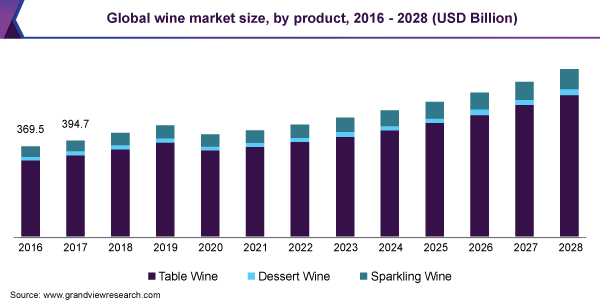 Global wine market size, by product, 2016 - 2028 (USD Billion)
369.5
394.7
2016 2017 2018 2019 2020 2021 2022 2023 2024 2025 2026 2027 2028
Table Wine Dessert Wine Sparkling Wine
Source: www.grandviewresearch.com